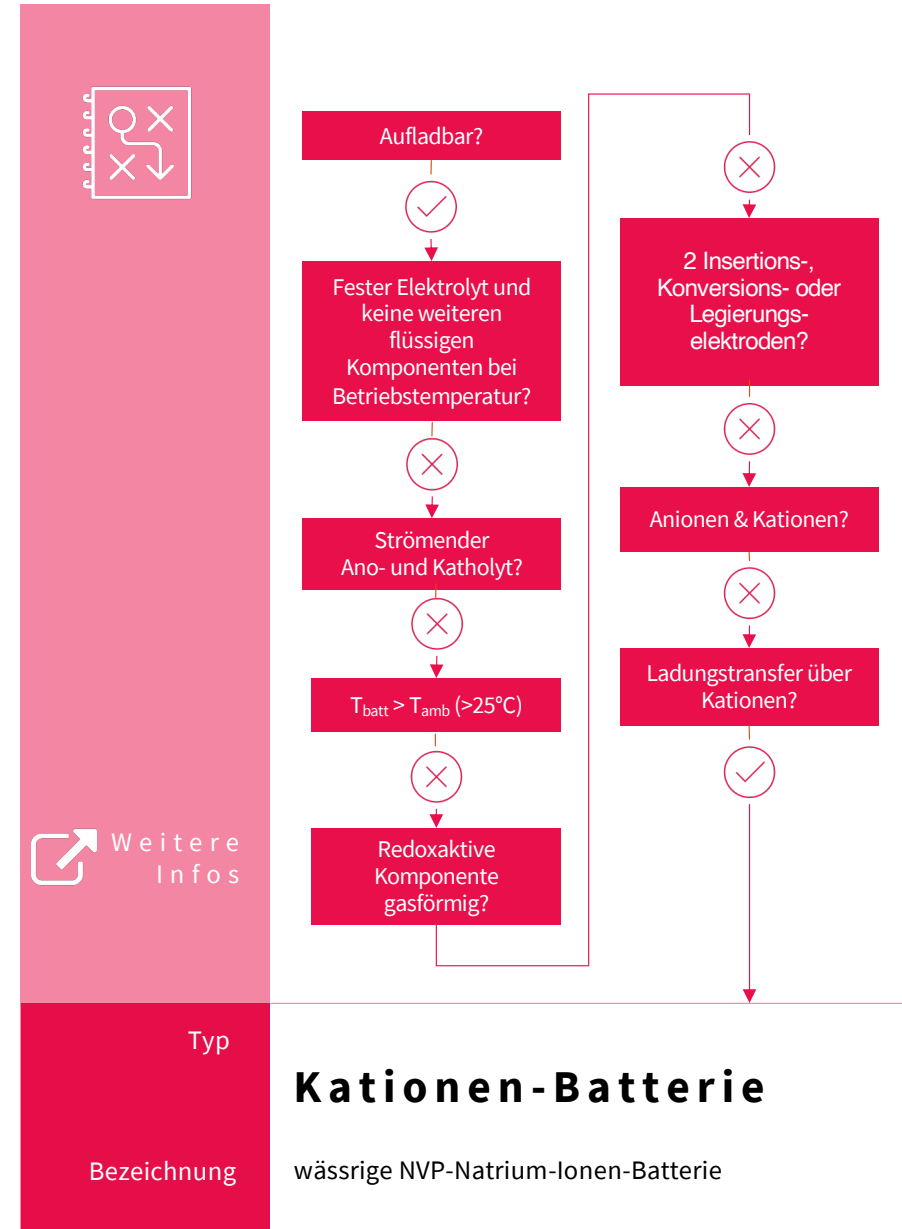 Aufladbar?
Fester Elektrolyt und
keine weiteren
flüssigen
Komponenten bei
Betriebstemperatur?
Strömender
Ano- und Katholyt?
Tbatt > Tamb (>25°C)
Redoxaktive
Komponente
gasförmig?
2 Insertions-,
Konversions- oder
Legierungs-
elektroden?
Anionen & Kationen?
Ladungstransfer über
Kationen?
Weitere
Infos
Typ
Kationen-Batterie
Bezeichnung
wässrige NVP-Natrium-Ionen-Batterie